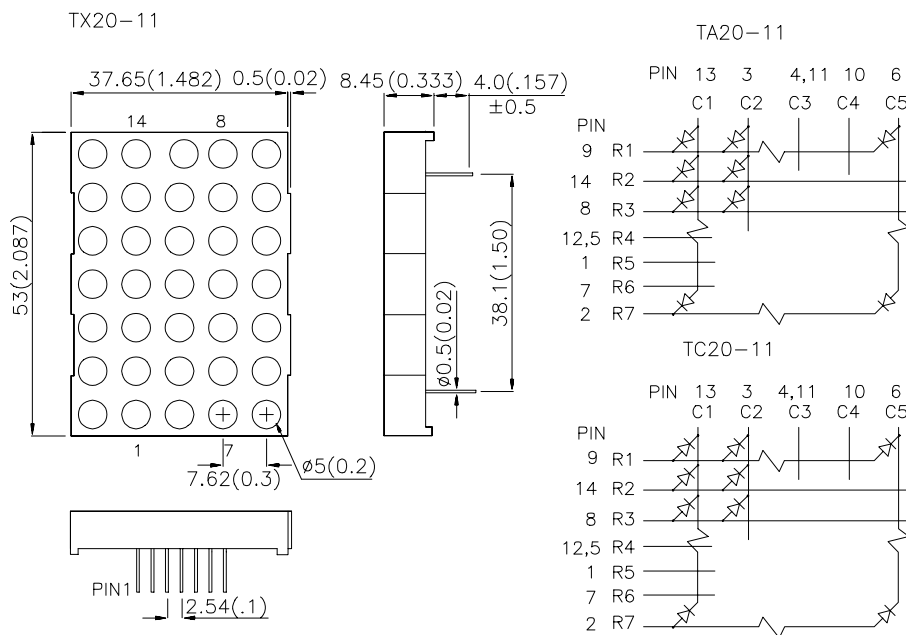 TX20-11
37.65(1.482) 0.5(0.02)
8.45(0.333) 4.0(.157)
±0.5
14 8
53(2.087)
38.1(1.50)
ø0.5(0.02)
1 7
7.62(0.3)
ø5(0.2)
PIN1
2.54(.1)
TA20-11
PIN 13 3 4,11 10 6
C1 C2 C3 C4 C5
PIN
9 R1
14 R2
8 R3
12,5 R4
1 R5
7 R6
2 R7
TC20-11
PIN 13 3 4,11 10 6
C1 C2 C3 C4 C5
PIN
9 R1
14 R2
8 R3
12,5 R4
1 R5
7 R6
2 R7